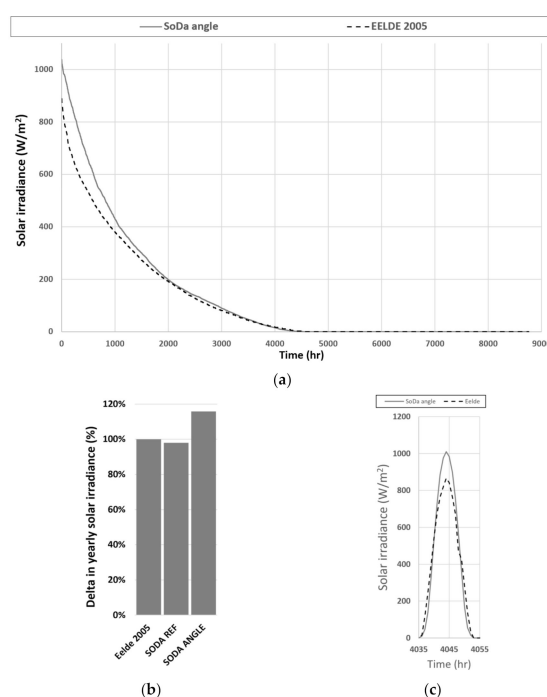 SoDa angle
EELDE 2005
1000
800
600
400
200
0
Solar irradiance (W/m²)
0 1000 2000 3000 4000 5000 6000 7000 8000 900
Time (hr)
(a)
120%
100%
80%
60%
40%
20%
0%
Delta in yearly solar irradiance (%)
Eelde 2005
SODA REF
SODA ANGLE
(b)
SoDa angle
Eelde
1200
1000
800
600
400
200
0
Solar irradiance (W/m²)
4035 4045 4055
Time (hr)
(c)